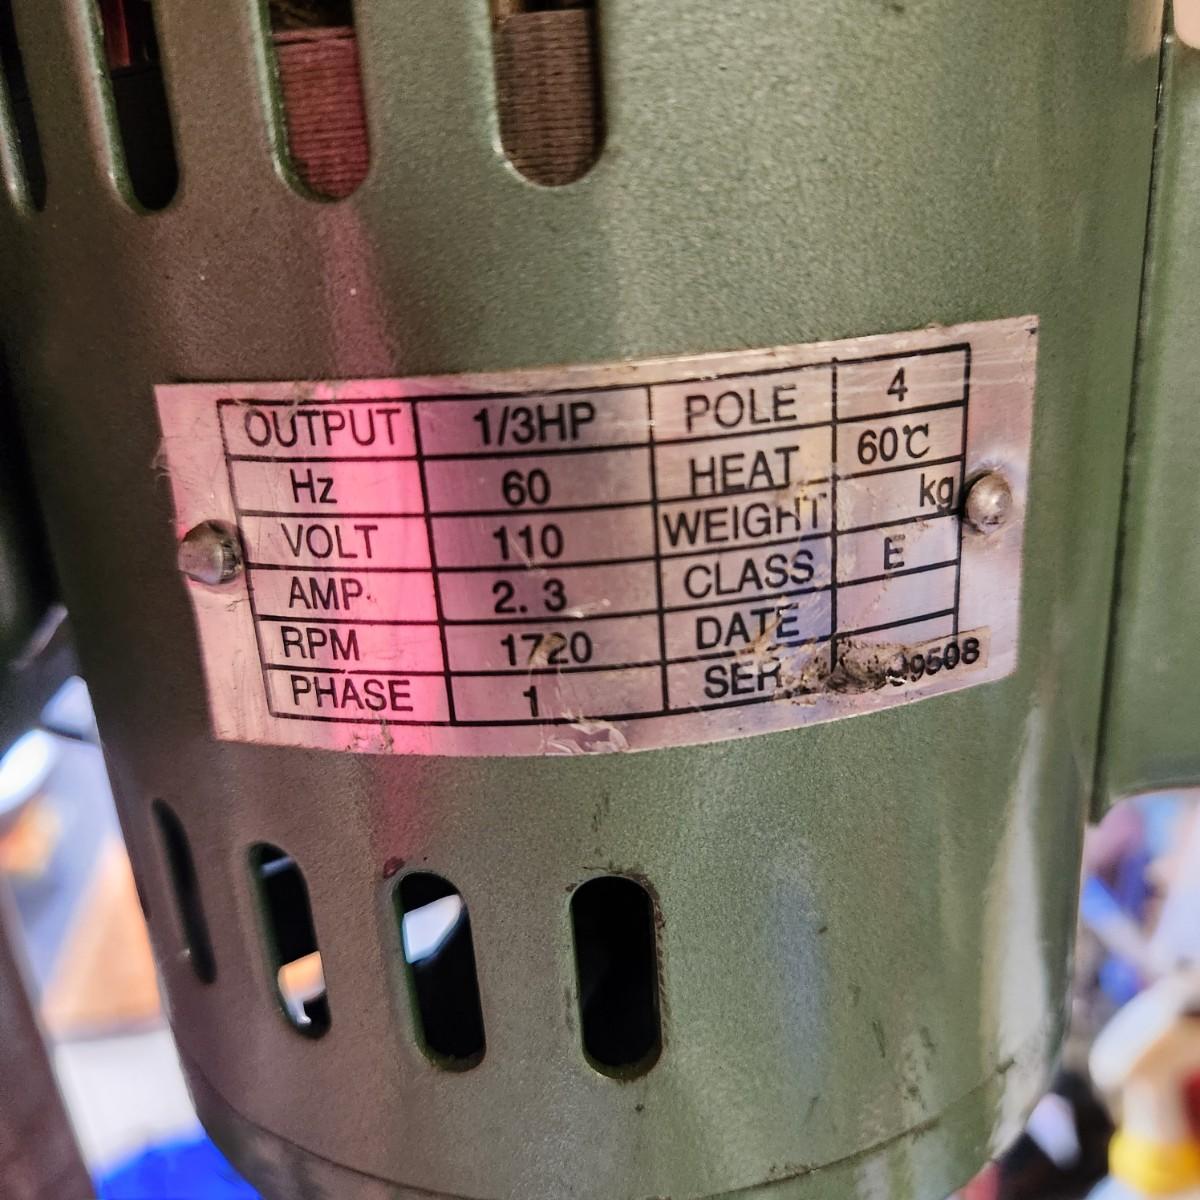 OUTPUT 1/3HP POLE 4
Hz 60 HEAT 60℃
VOLT 110 WEIGHT kg
AMP. 2.3 CLASS E
RPM 1720 DATE
PHASE 1 SER.